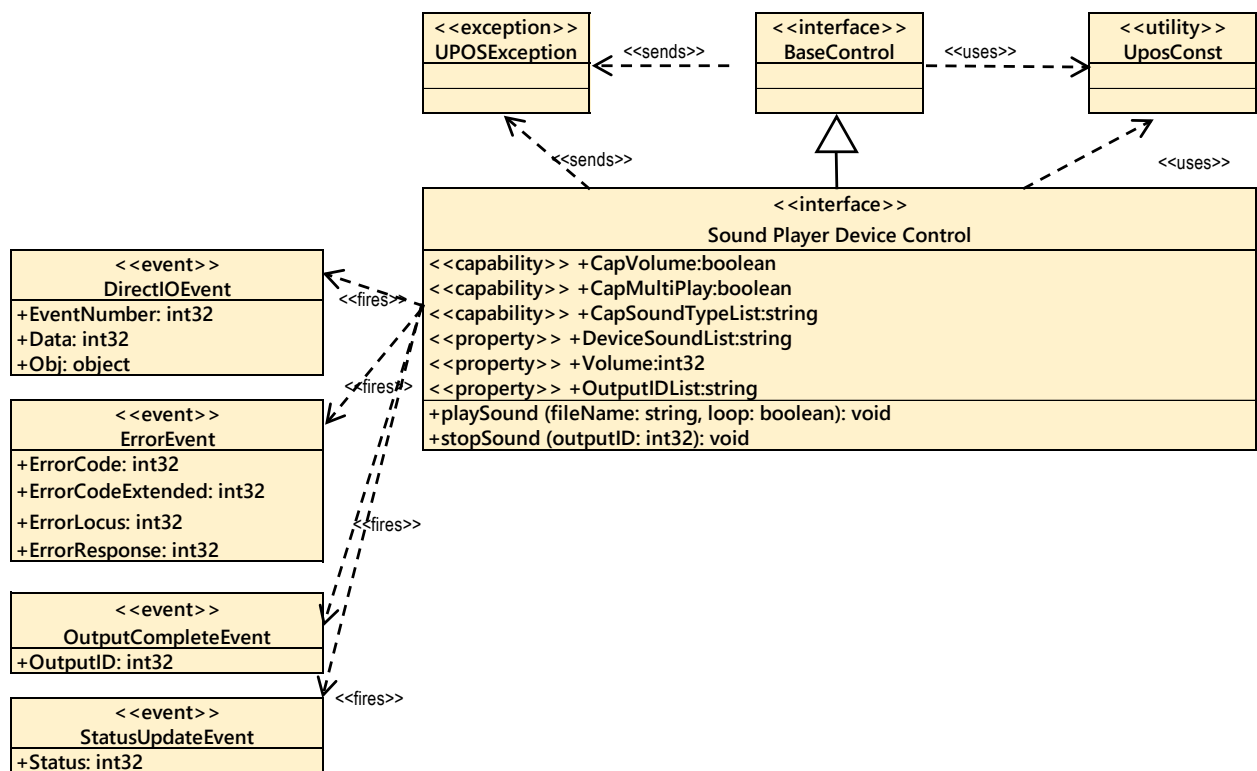 <<exception>>
UPOSException
<<sends>>
<<interface>>
BaseControl
<<uses>>
<<utility>>
UposConst
<<sends>>
<<uses>>
<<interface>>
Sound Player Device Control
<<capability>> +CapVolume:boolean
<<capability>> +CapMultiPlay:boolean
<<capability>> +CapSoundTypeList:string
<<property>> +DeviceSoundList:string
<<property>> +Volume:int32
<<property>> +OutputIDList:string
+playSound (fileName: string, loop: boolean): void
+stopSound (outputID: int32): void
<<event>>
DirectIOEvent
+EventNumber: int32
+Data: int32
+Obj: object
<<fires>>
<<fires>>
<<event>>
ErrorEvent
+ErrorCode: int32
+ErrorCodeExtended: int32
+ErrorLocus: int32
+ErrorResponse: int32
<<fires>>
<<event>>
OutputCompleteEvent
+OutputID: int32
<<fires>>
<<event>>
StatusUpdateEvent
+Status: int32